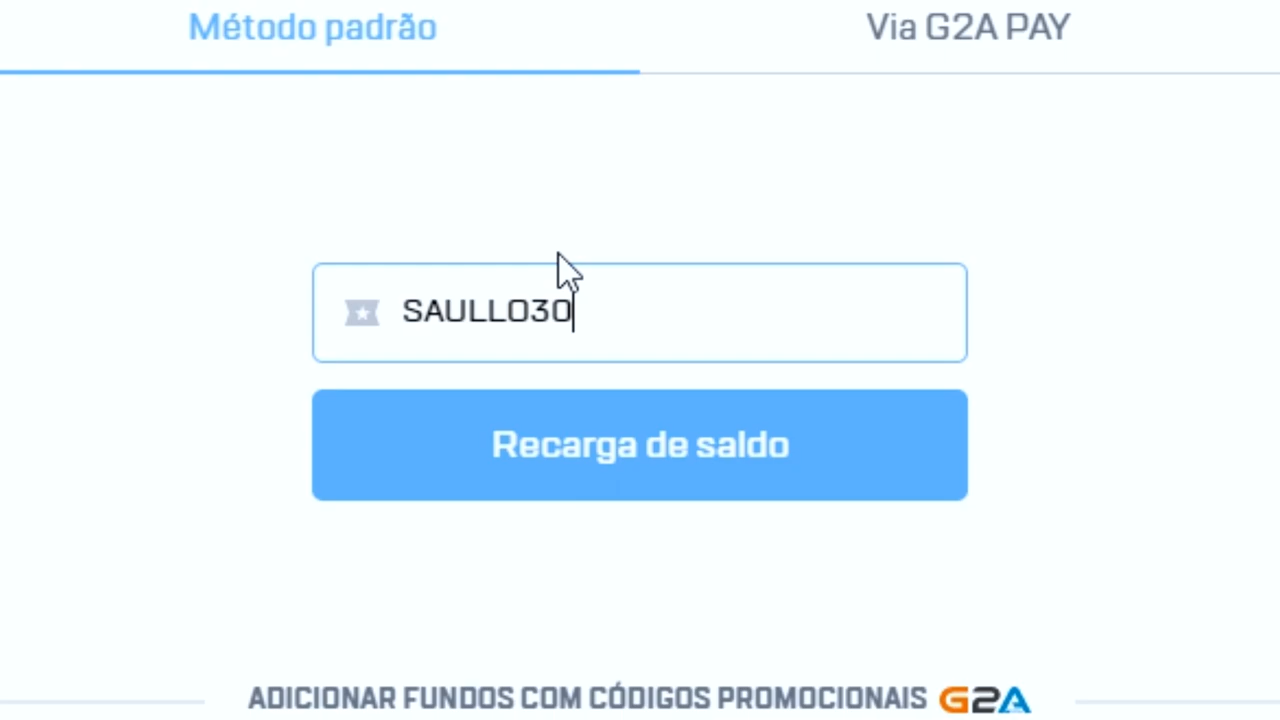 Método padrão
Via G2A PAY
SAULLO30
Recarga de saldo
ADICIONAR FUNDOS COM CÓDIGOS PROMOCIONAIS G2A